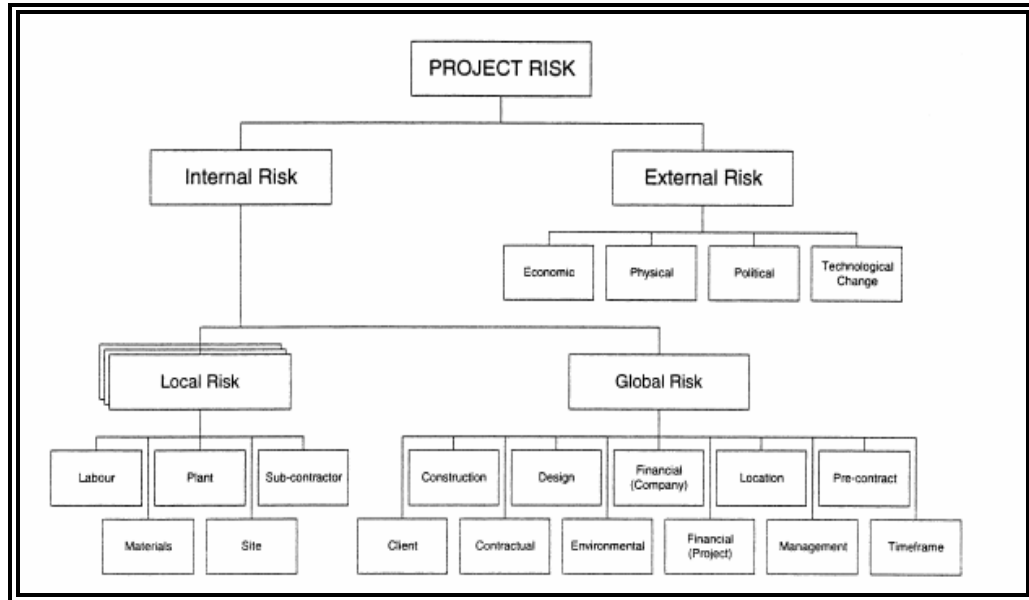 PROJECT RISK
Internal Risk
External Risk
Economic
Physical
Political
Technological
Change
Local Risk
Global Risk
Labour
Plant
Sub-contractor
Construction
Design
Financial
(Company)
Location
Pre-contract
Materials
Site
Client
Contractual
Environmental
Financial
(Project)
Management
Timeframe